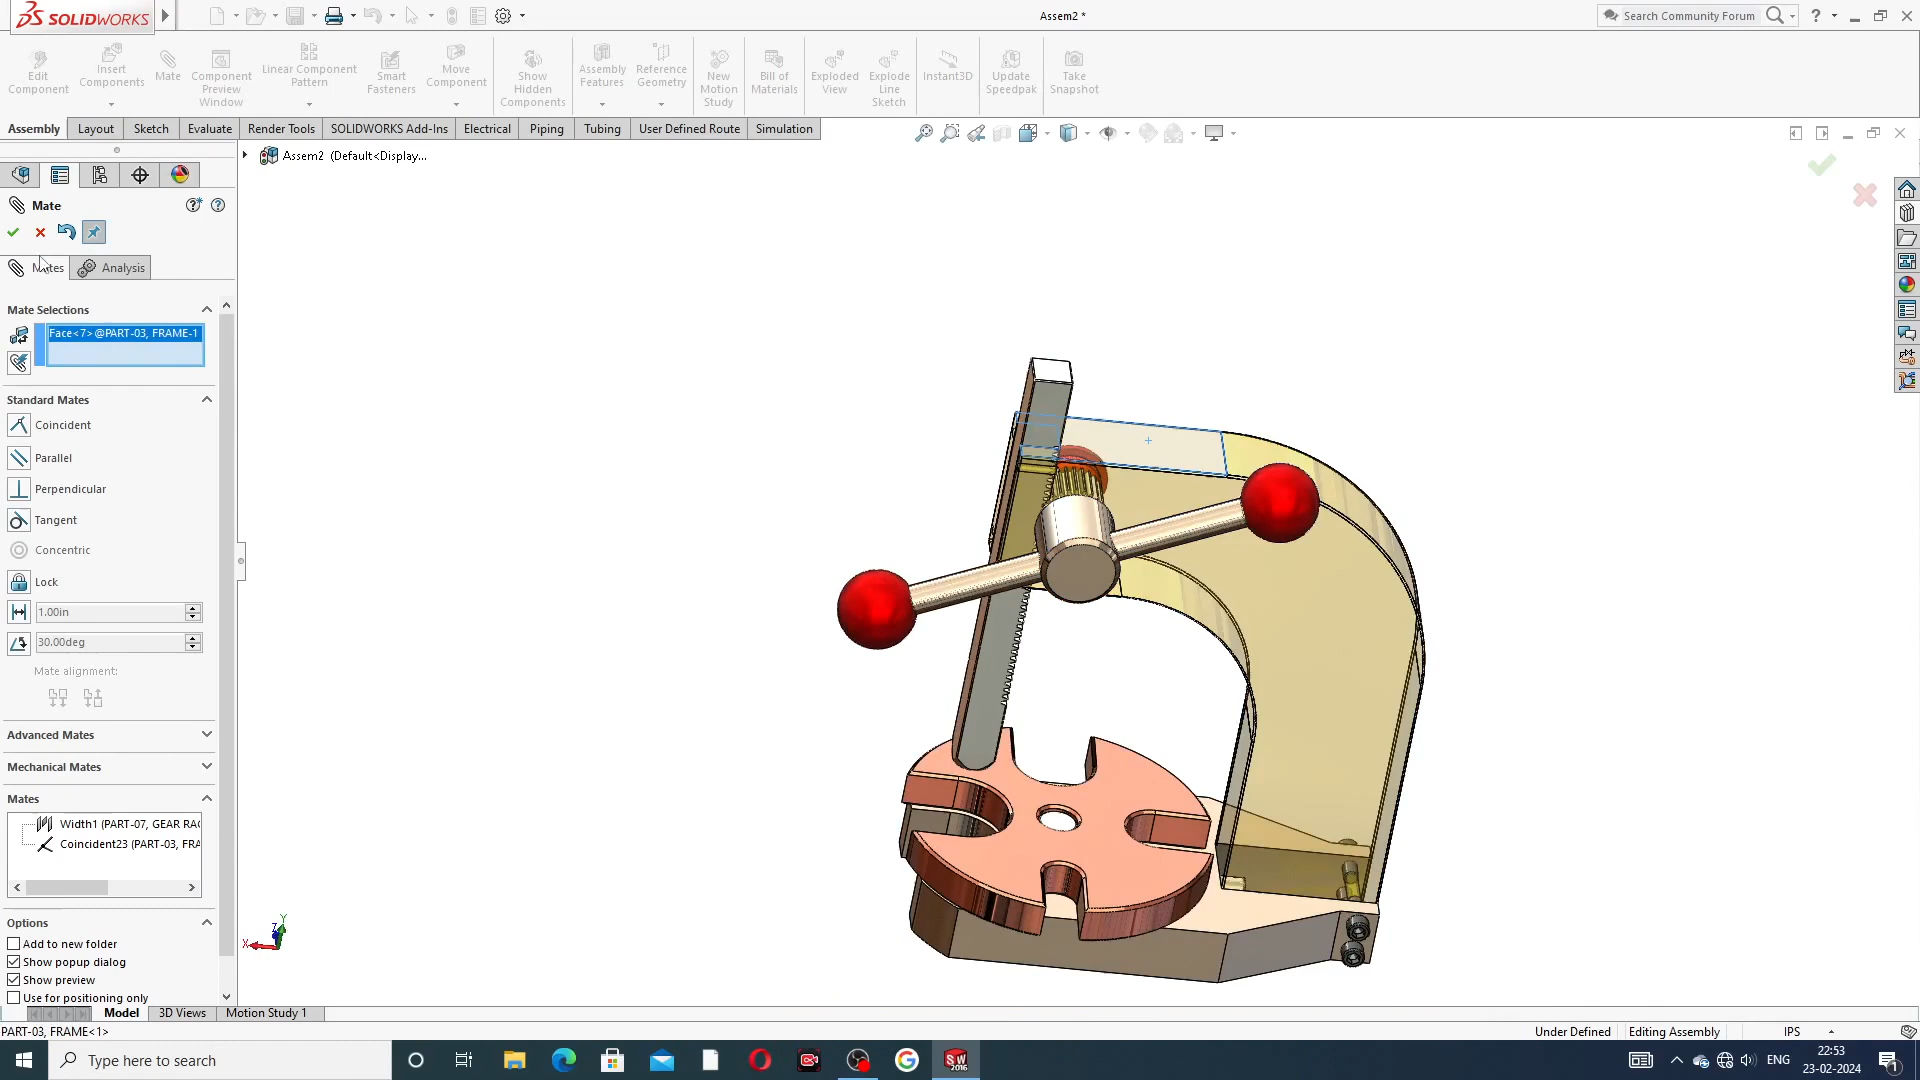 SOLIDWORKS
Assem2 *
Search Community Forum
Edit Component
Insert Components
Mate
Component Preview Window
Linear Component Pattern
Smart Fasteners
Move Component
Show Hidden Components
Assembly Features
Reference Geometry
New Motion Study
Bill of Materials
Exploded View
Explode Line Sketch
Instant3D
Update Speedpak
Take Snapshot
Assembly
Layout
Sketch
Evaluate
Render Tools
SOLIDWORKS Add-Ins
Electrical
Piping
Tubing
User Defined Route
Simulation
Assem2 (Default<Display...
Mate
Mates
Analysis
Mate Selections
Face<7>@PART-03, FRAME-1
Standard Mates
Coincident
Parallel
Perpendicular
Tangent
Concentric
Lock
1.00in
30.00deg
Mate alignment:
Advanced Mates
Mechanical Mates
Mates
Width1 (PART-07, GEAR RAC
Coincident23 (PART-03, FRA
Options
Add to new folder
Show popup dialog
Show preview
Use for positioning only
X
Z
Y
Model
3D Views
Motion Study 1
PART-03, FRAME<1>
Under Defined
Editing Assembly
IPS
Type here to search
SW
2016
ENG
22:53
23-02-2024
1